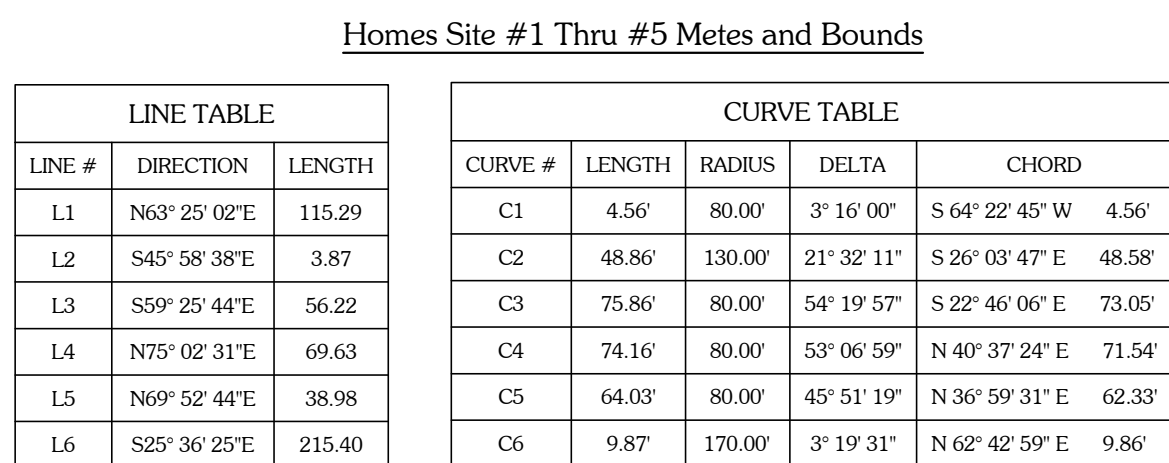 Homes Site #1 Thru #5 Metes and Bounds
LINE TABLE
LINE # DIRECTION LENGTH
L1 N63° 25' 02"E 115.29
L2 S45° 58' 38"E 3.87
L3 S59° 25' 44"E 56.22
L4 N75° 02' 31"E 69.63
L5 N69° 52' 44"E 38.98
L6 S25° 36' 25"E 215.40
CURVE TABLE
CURVE # LENGTH RADIUS DELTA CHORD
C1 4.56' 80.00' 3° 16' 00" S 64° 22' 45" W 4.56'
C2 48.86' 130.00' 21° 32' 11" S 26° 03' 47" E 48.58'
C3 75.86' 80.00' 54° 19' 57" S 22° 46' 06" E 73.05'
C4 74.16' 80.00' 53° 06' 59" N 40° 37' 24" E 71.54'
C5 64.03' 80.00' 45° 51' 19" N 36° 59' 31" E 62.33'
C6 9.87' 170.00' 3° 19' 31" N 62° 42' 59" E 9.86'